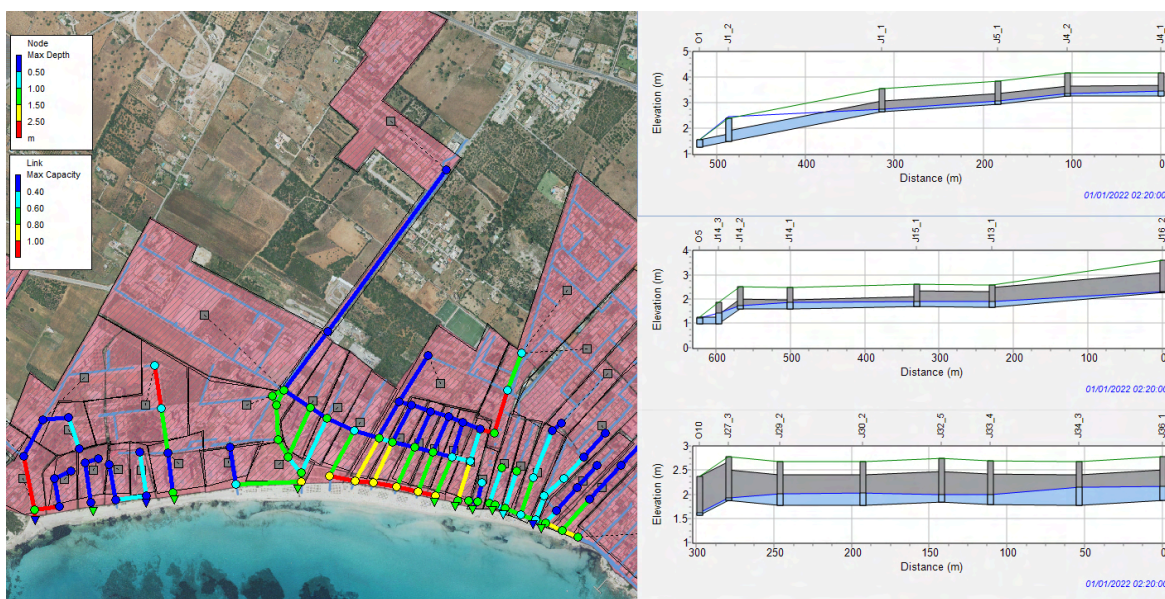 Node
Max Depth
0.50
1.00
1.50
2.50
m
Link
Max Capacity
0.40
0.60
0.80
1.00
O1
J1_2
J1_1
J5_1
J4_2
J4_1
Elevation (m)
5
4
3
2
1
500 400 300 200 100 0
Distance (m)
01/01/2022 02:20:00
O5
J14_3
J14_2
J14_1
J15_1
J13_1
J16_2
Elevation (m)
4
3
2
1
0
600 500 400 300 200 100 0
Distance (m)
01/01/2022 02:20:00
O10
J27_3
J29_2
J30_2
J32_5
J33_4
J34_3
J36_1
Elevation (m)
3
2.5
2
1.5
1
300 250 200 150 100 50 0
Distance (m)
01/01/2022 02:20:00